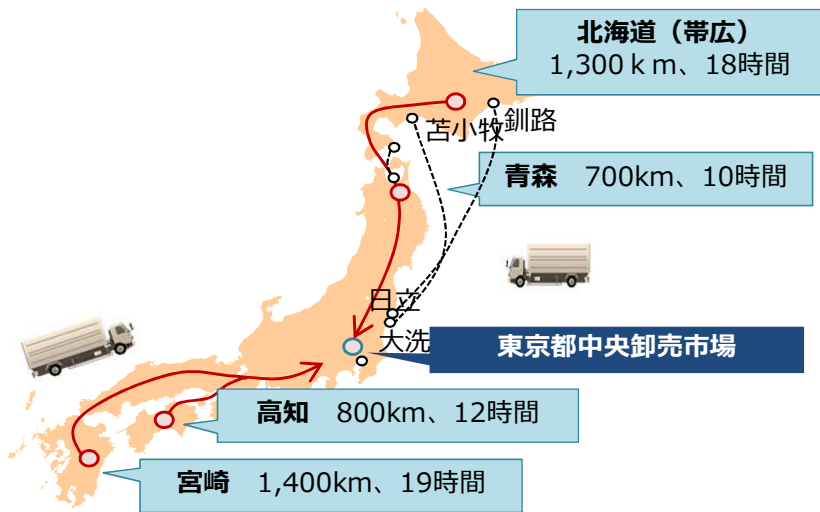 北海道（帯広）
1,300ｋｍ、18時間
苫小牧
釧路
青森　700km、10時間
日立
大洗
東京都中央卸売市場
高知　800km、12時間
宮崎　1,400km、19時間